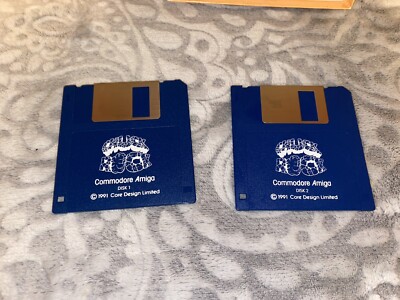 CHUCK
ROCK
Commodore Amiga
DISK 1
© 1991 Core Design Limited
CHUCK
ROCK
Commodore Amiga
DISK 2
© 1991 Core Design Limited